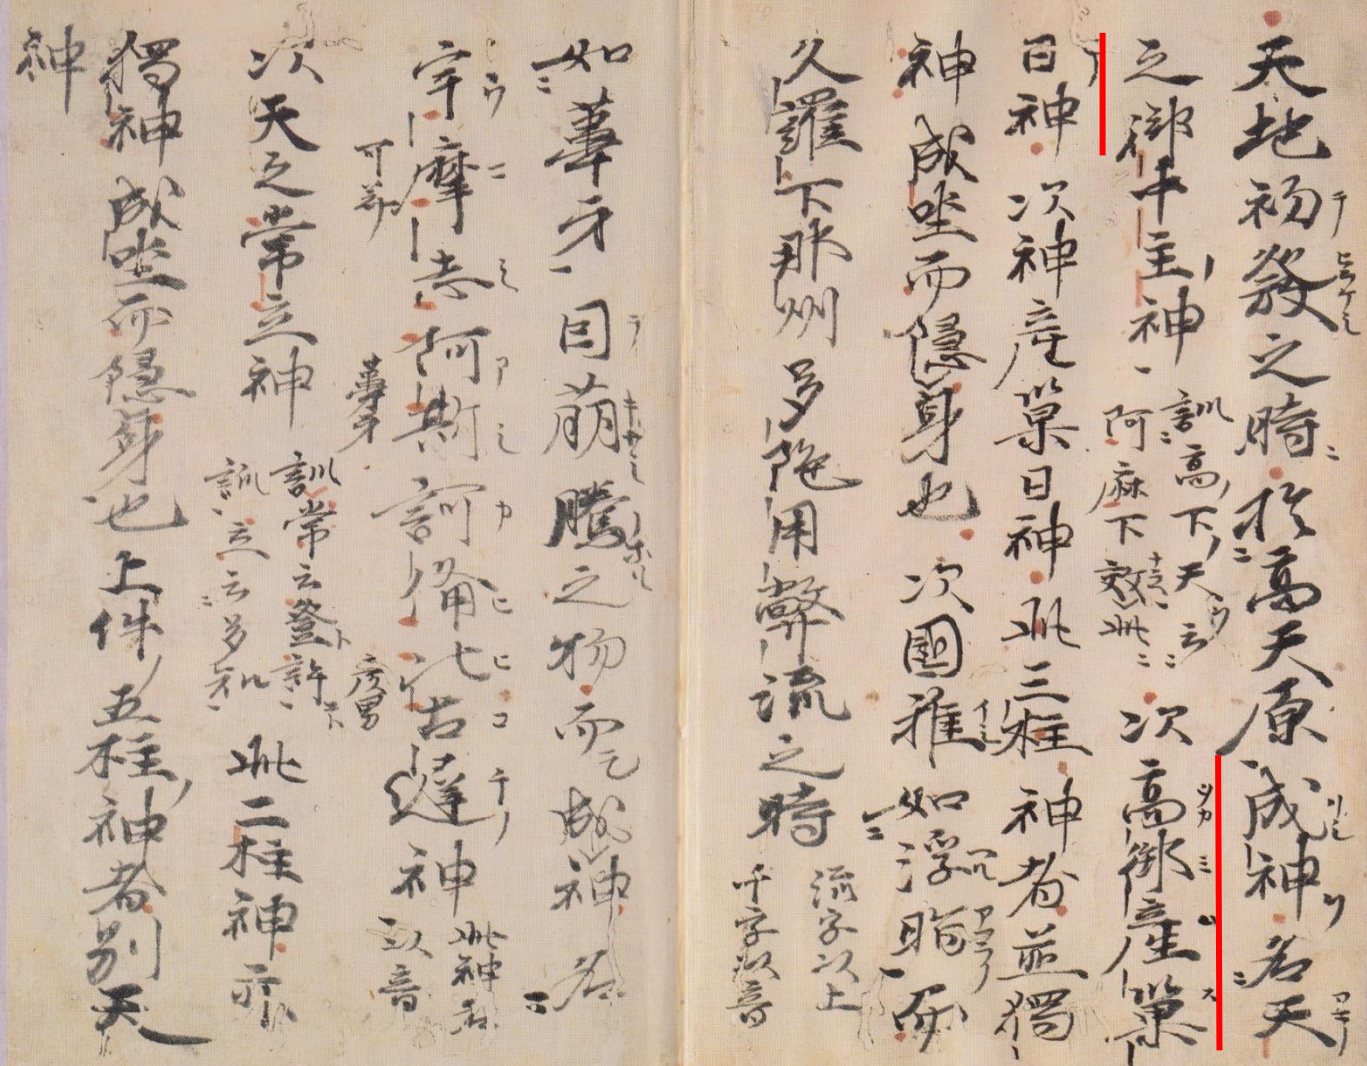 天地初發之時於高天原成神名天
之御中主神訓高下天云阿麻下效此次高御產巢
日神次神產巢日神此三柱神者並獨
神成坐而隱身也次國稚如浮脂而
久羅下那州多陀用弊流之時流字以上十字以音
如葦牙因萌騰之物而成神名
宇摩志阿斯訶備比古遲神此神名以音
次天之常立神訓常云登許訓立云多知此二柱神亦
獨神成坐而隱身也上件五柱神者別天
神